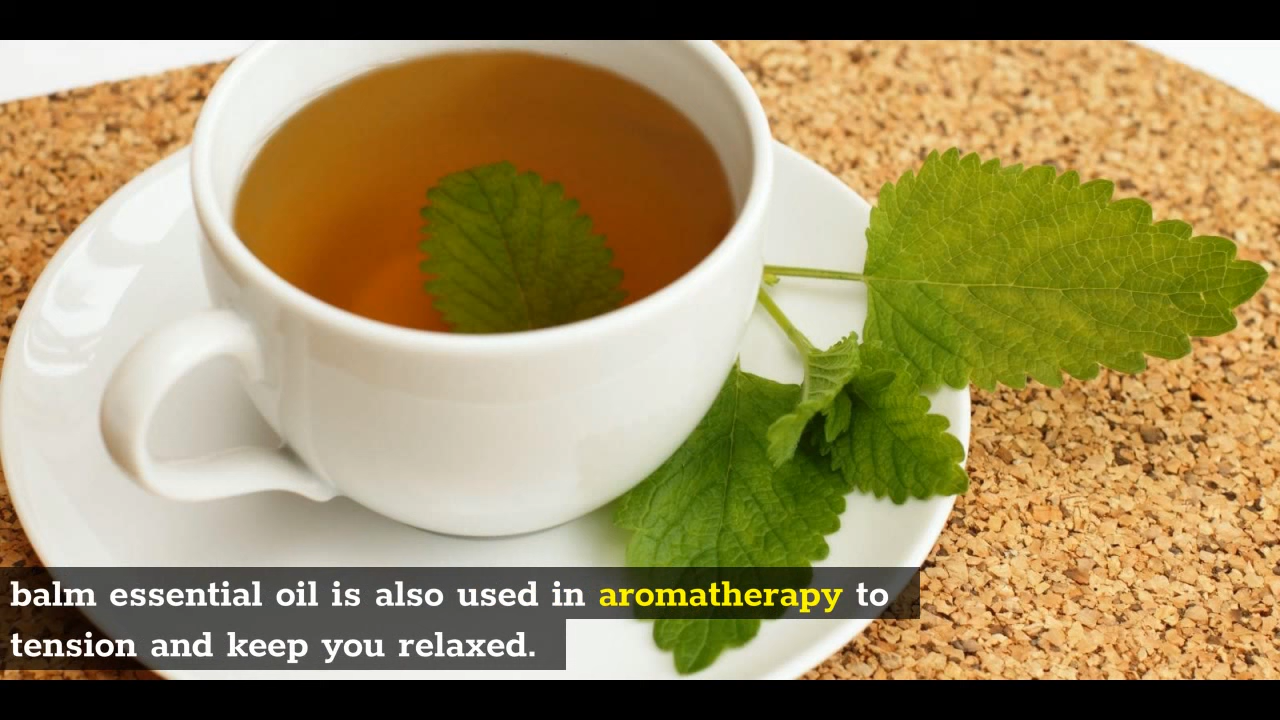 balm essential oil is also used in aromatherapy to
tension and keep you relaxed.